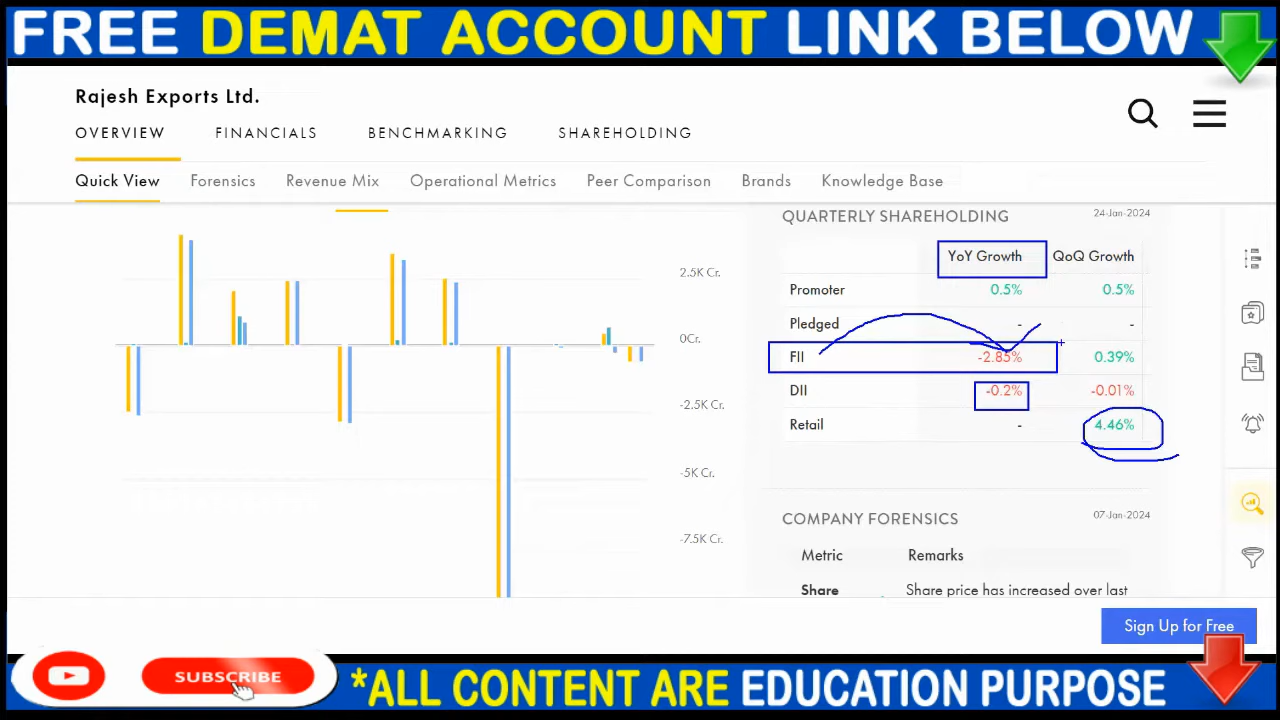 FREE DEMAT ACCOUNT LINK BELOW
Rajesh Exports Ltd.
OVERVIEW FINANCIALS BENCHMARKING SHAREHOLDING
Quick View Forensics Revenue Mix Operational Metrics Peer Comparison Brands Knowledge Base
QUARTERLY SHAREHOLDING 24-Jan-2024
YoY Growth QoQ Growth
Promoter 0.5% 0.5%
Pledged - -
FII -2.85% 0.39%
DII -0.2% -0.01%
Retail - 4.46%
2.5K Cr.
0Cr.
-2.5K Cr.
-5K Cr.
-7.5K Cr.
COMPANY FORENSICS 07-Jan-2024
Metric Remarks
Share Share price has increased over last
Sign Up for Free
SUBSCRIBE
*ALL CONTENT ARE EDUCATION PURPOSE